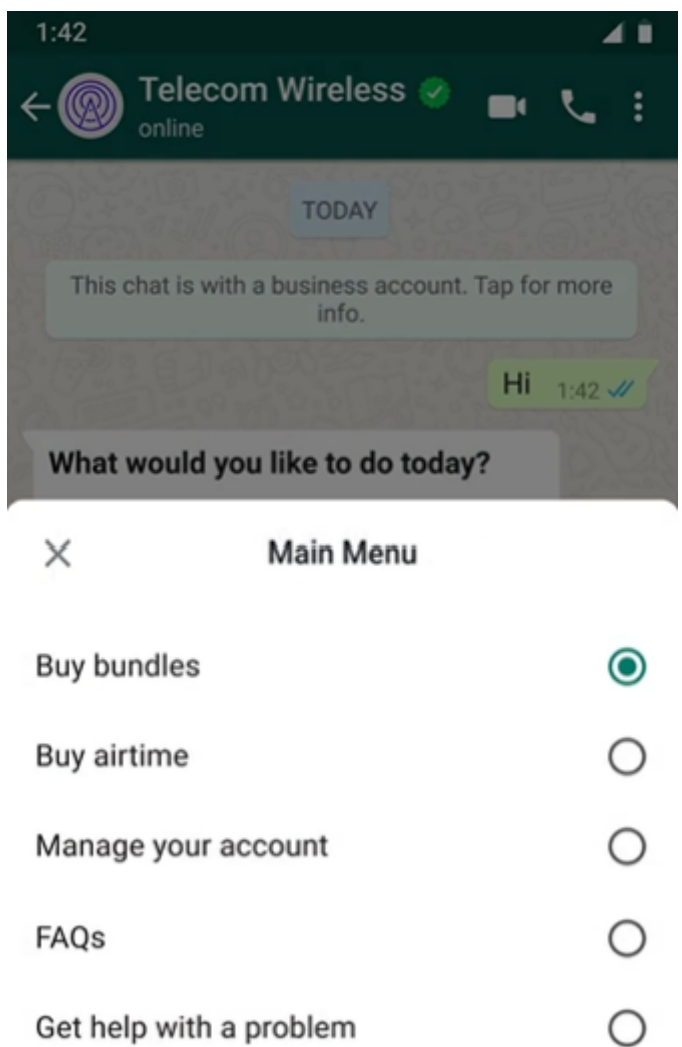 1:42
Telecom Wireless
online
TODAY
This chat is with a business account. Tap for more
info.
Hi 1:42
What would you like to do today?
Main Menu
Buy bundles
Buy airtime
Manage your account
FAQs
Get help with a problem